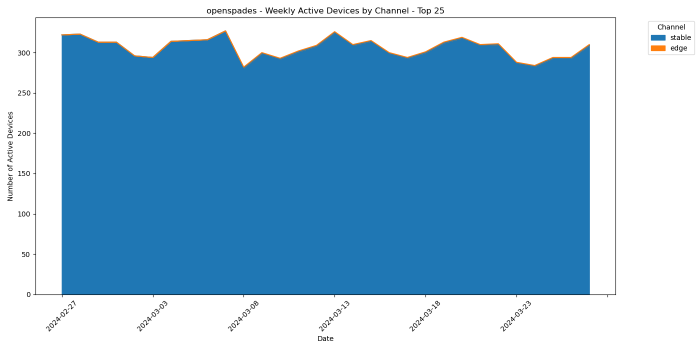 openspades - Weekly Active Devices by Channel - Top 25
Channel
stable
edge
Number of Active Devices
300
250
200
150
100
50
0
2024-02-27
2024-03-03
2024-03-08
2024-03-13
2024-03-18
2024-03-23
Date